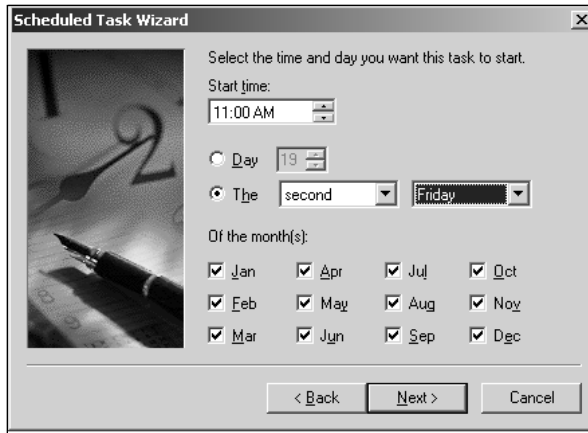 Scheduled Task Wizard
Select the time and day you want this task to start.
Start time:
11:00 AM
Day 19
The second Friday
Of the month(s):
Jan Apr Jul Oct
Feb May Aug Nov
Mar Jun Sep Dec
< Back Next > Cancel